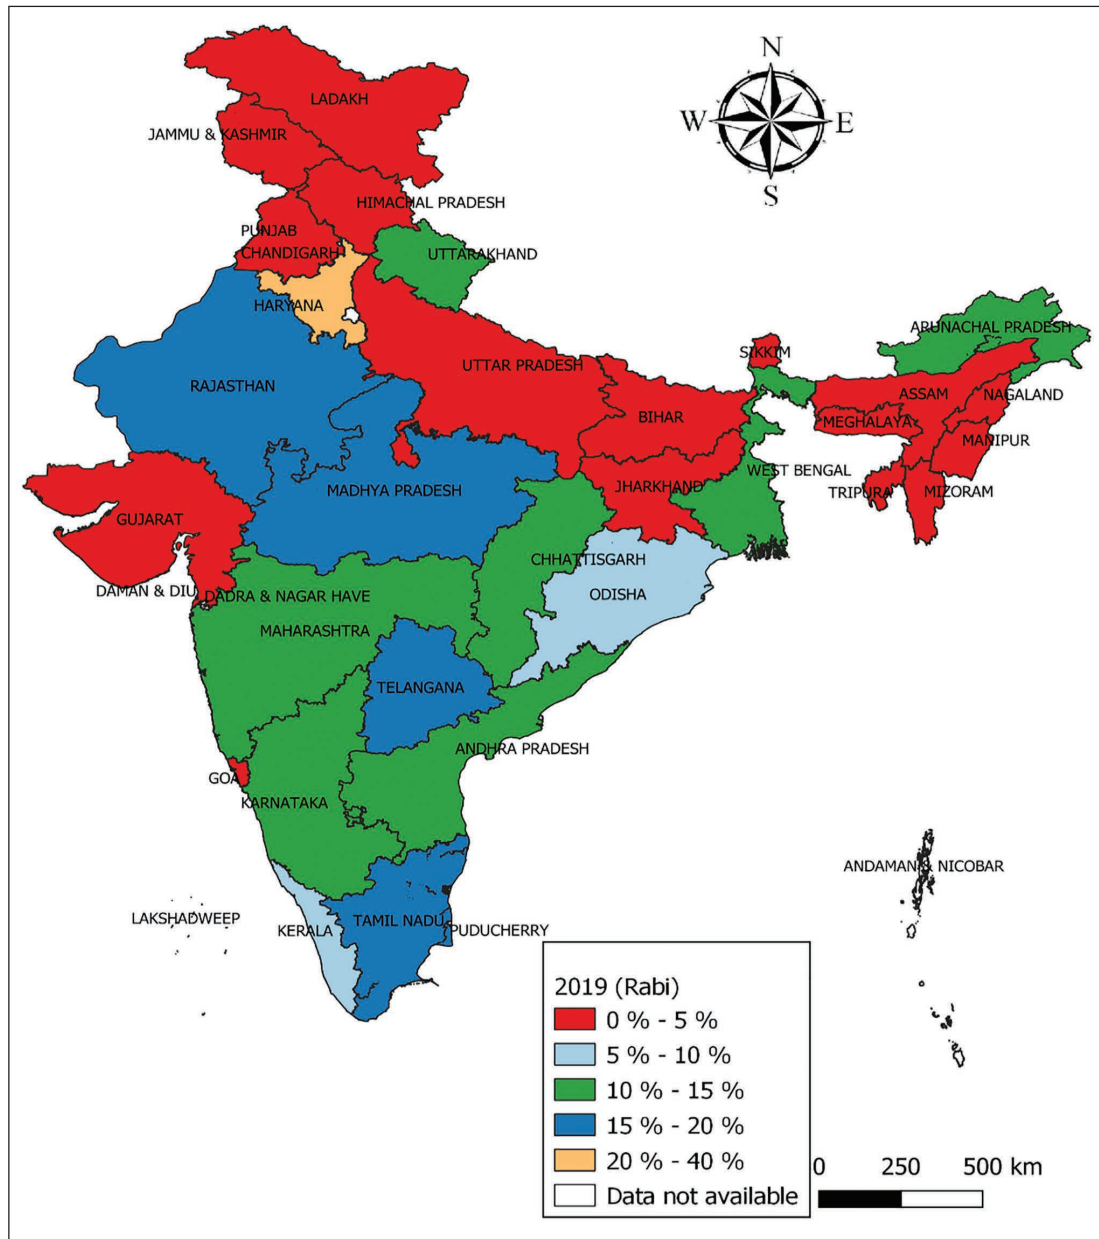 N
W
E
S
LADAKH
JAMMU & KASHMIR
HIMACHAL PRADESH
PUNJAB
CHANDIGARH
UTTARAKHAND
HARYANA
ARUNACHAL PRADESH
SIKKIM
UTTAR PRADESH
RAJASTHAN
ASSAM
NAGALAND
BIHAR
MEGHALAYA
MANIPUR
WEST BENGAL
MADHYA PRADESH
JHARKHAND
TRIPURA
MIZORAM
GUJARAT
CHHATTISGARH
DAMAN & DIU
DADRA & NAGAR HAVE
ODISHA
MAHARASHTRA
TELANGANA
ANDHRA PRADESH
GOA
KARNATAKA
ANDAMAN & NICOBAR
LAKSHADWEEP
KERALA
TAMIL NADU
PUDUCHERRY
2019 (Rabi)
0 % - 5 %
5 % - 10 %
10 % - 15 %
15 % - 20 %
20 % - 40 %
Data not available
0 250 500 km